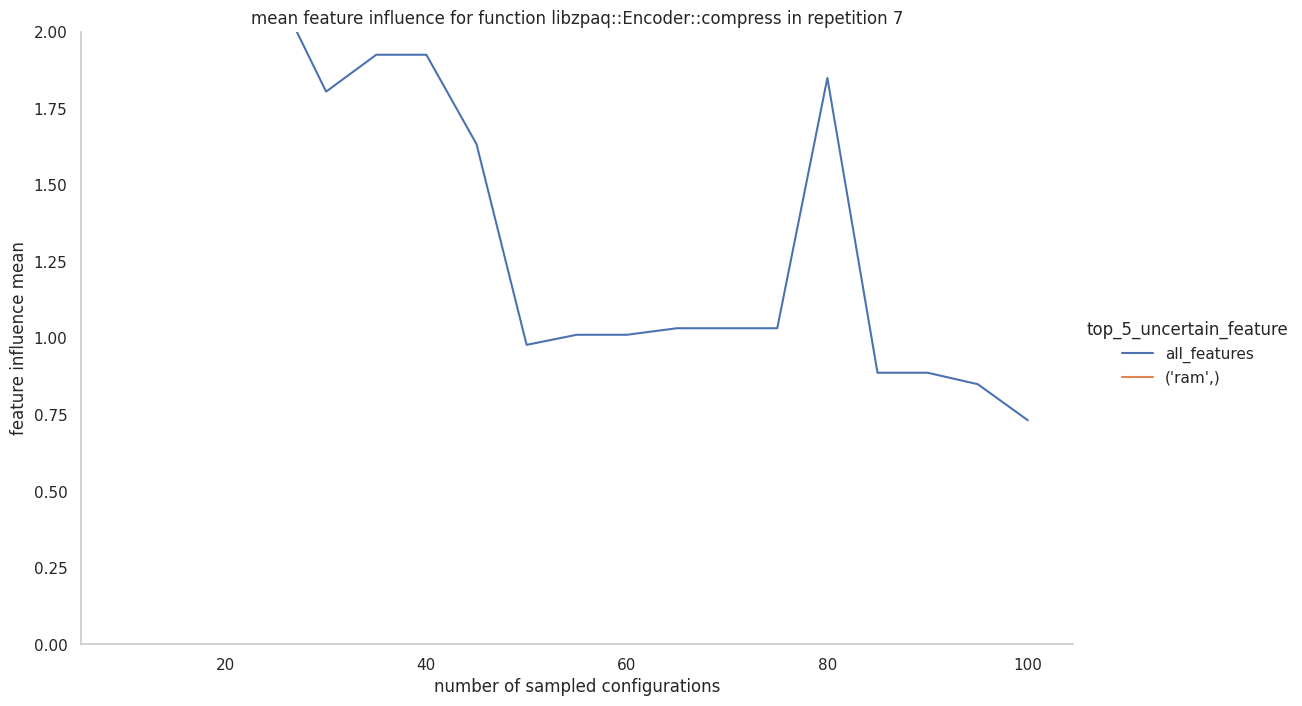 mean feature influence for function libzpaq::Encoder::compress in repetition 7
2.00
1.75
1.50
1.25
1.00
0.75
0.50
0.25
0.00
feature influence mean
20 40 60 80 100
number of sampled configurations
top_5_uncertain_feature
all_features
('ram',)